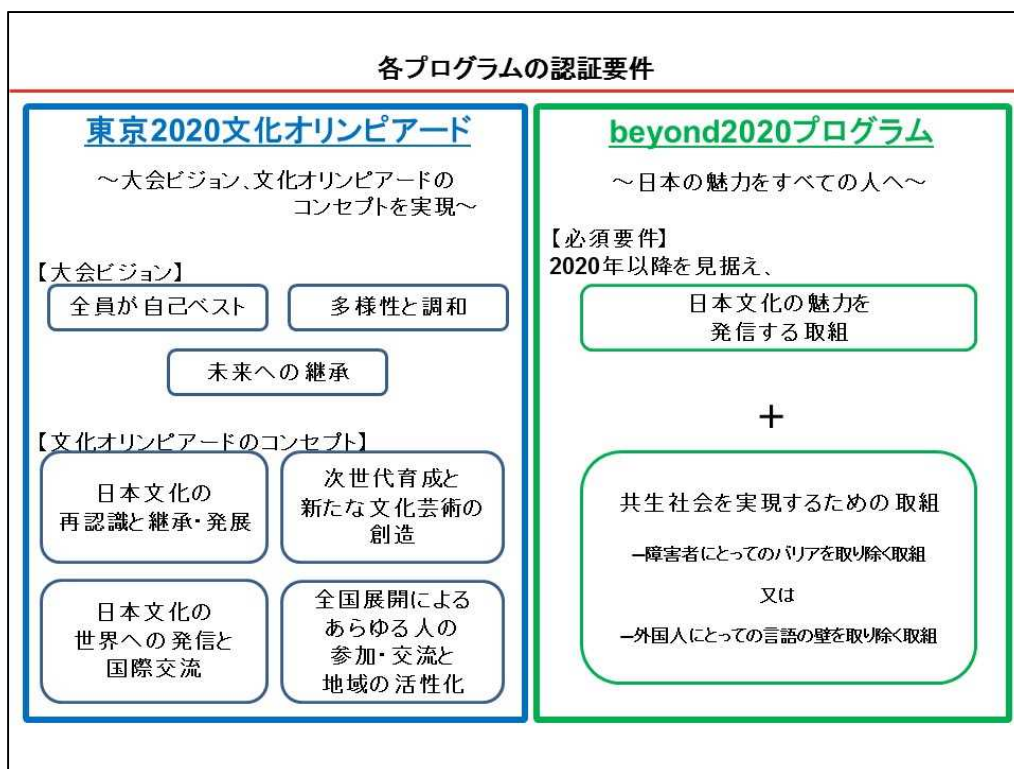 各プログラムの認証要件
東京2020文化オリンピアード
～大会ビジョン、文化オリンピアードの
コンセプトを実現～
【大会ビジョン】
全員が自己ベスト
多様性と調和
未来への継承
【文化オリンピアードのコンセプト】
日本文化の
再認識と継承・発展
次世代育成と
新たな文化芸術の
創造
日本文化の
世界への発信と
国際交流
全国展開による
あらゆる人の
参加・交流と
地域の活性化
beyond2020プログラム
～日本の魅力をすべての人へ～
【必須要件】
2020年以降を見据え、
日本文化の魅力を
発信する取組
＋
共生社会を実現するための取組
―障害者にとってのバリアを取り除く取組
又は
―外国人にとっての言語の壁を取り除く取組